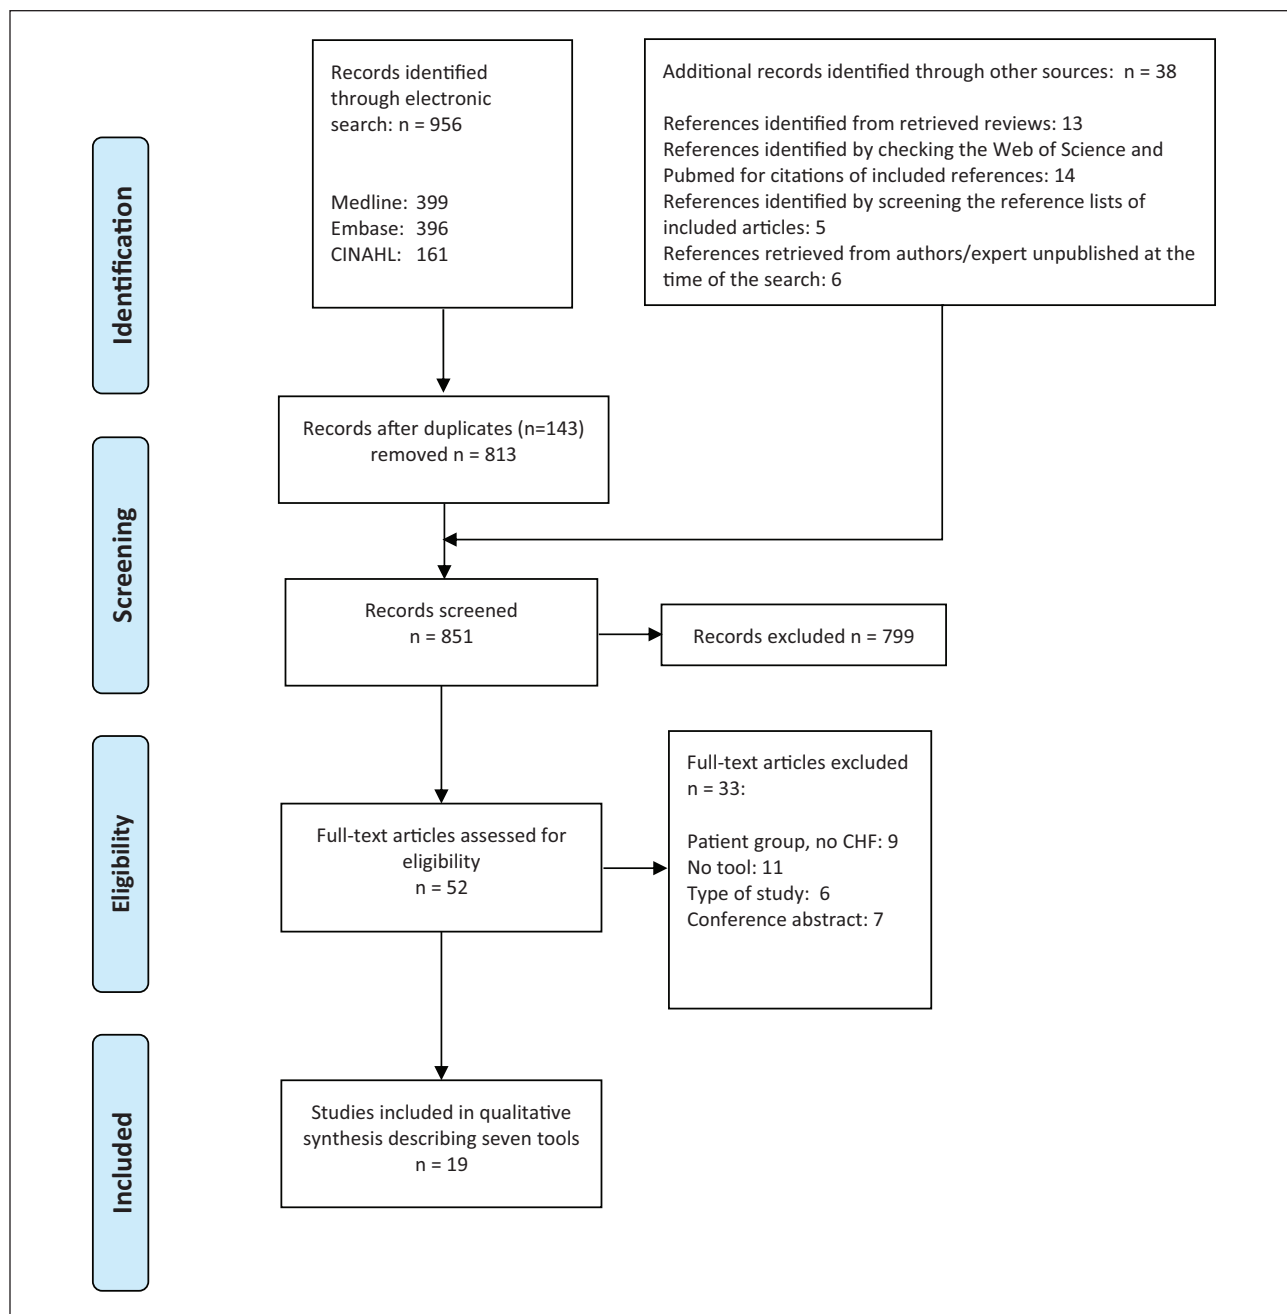 Identification
Records identified
through electronic
search: n = 956
Medline: 399
Embase: 396
CINAHL: 161
Additional records identified through other sources: n = 38
References identified from retrieved reviews: 13
References identified by checking the Web of Science and
Pubmed for citations of included references: 14
References identified by screening the reference lists of
included articles: 5
References retrieved from authors/expert unpublished at the
time of the search: 6
Records after duplicates (n=143)
removed n = 813
Screening
Records screened
n = 851
Records excluded n = 799
Eligibility
Full-text articles assessed for
eligibility
n = 52
Full-text articles excluded
n = 33:
Patient group, no CHF: 9
No tool: 11
Type of study: 6
Conference abstract: 7
Included
Studies included in qualitative
synthesis describing seven tools
n = 19